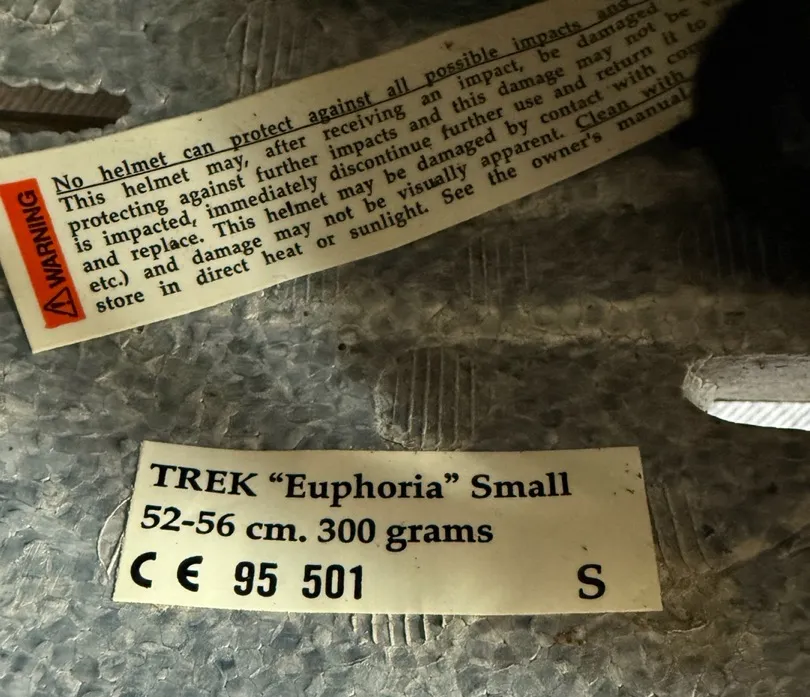 ⚠WARNING
No helmet can protect against all possible impacts and
This helmet may, after receiving an impact, be damaged
protecting against further impacts and this damage may not be
is impacted, immediately discontinue further use and return it to
and replace. This helmet may be damaged by contact with
etc.) and damage may not be visually apparent. Clean with
store in direct heat or sunlight. See the owner's manual
TREK “Euphoria” Small
52-56 cm. 300 grams
CE 95 501 S